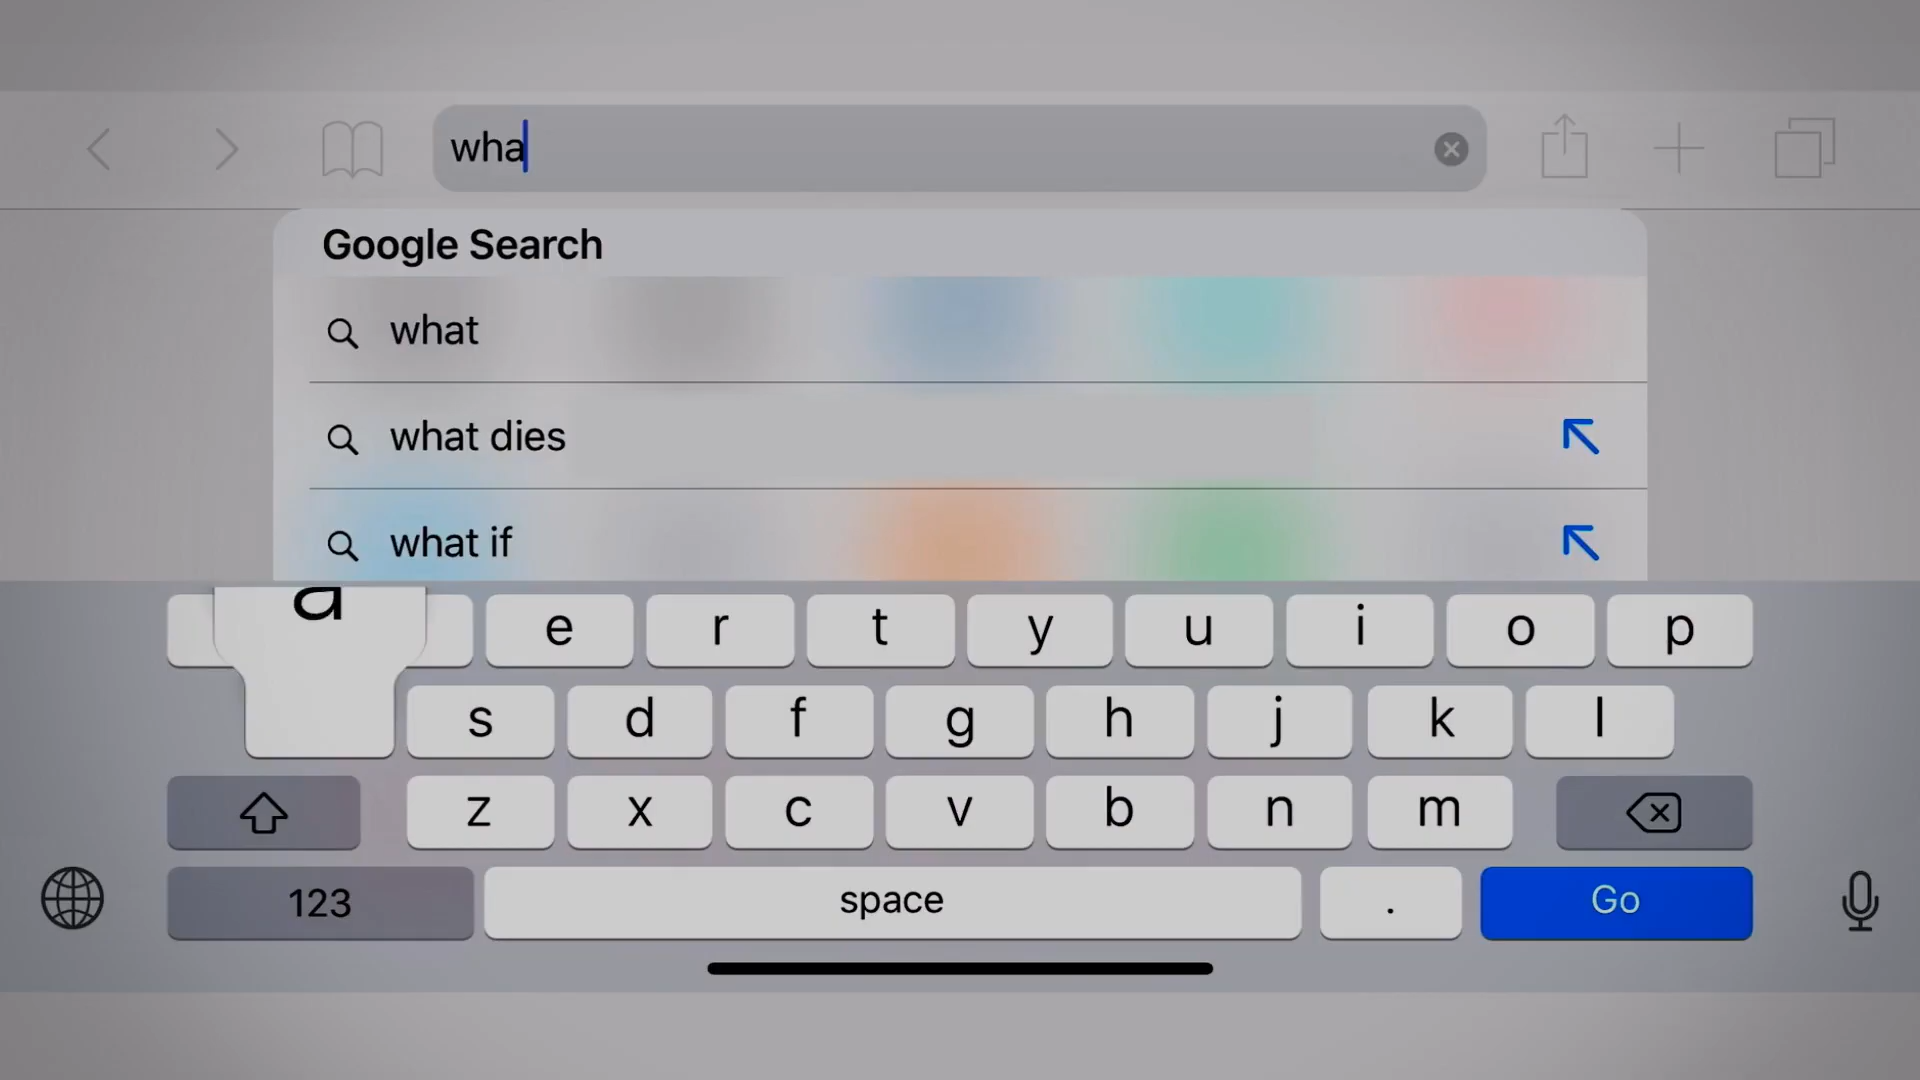 wha
Google Search
what
what dies
what if
a
e r t y u i o p
s d f g h j k l
z x c v b n m
123 space . Go